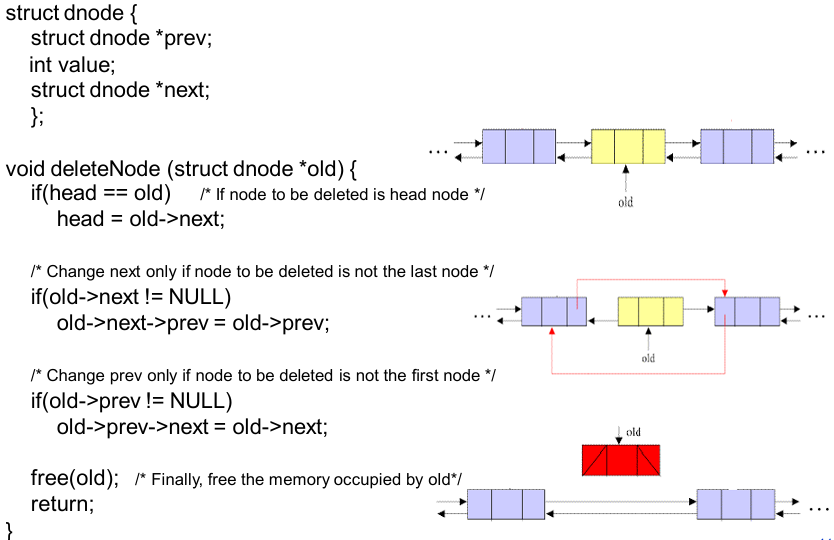 struct dnode {
struct dnode *prev;
int value;
struct dnode *next;
};
void deleteNode (struct dnode *old) {
if(head == old) /* If node to be deleted is head node */
head = old->next;
/* Change next only if node to be deleted is not the last node */
if(old->next != NULL)
old->next->prev = old->prev;
/* Change prev only if node to be deleted is not the first node */
if(old->prev != NULL)
old->prev->next = old->next;
free(old); /* Finally, free the memory occupied by old*/
return;
}
... ...
old
... ...
old
old
...